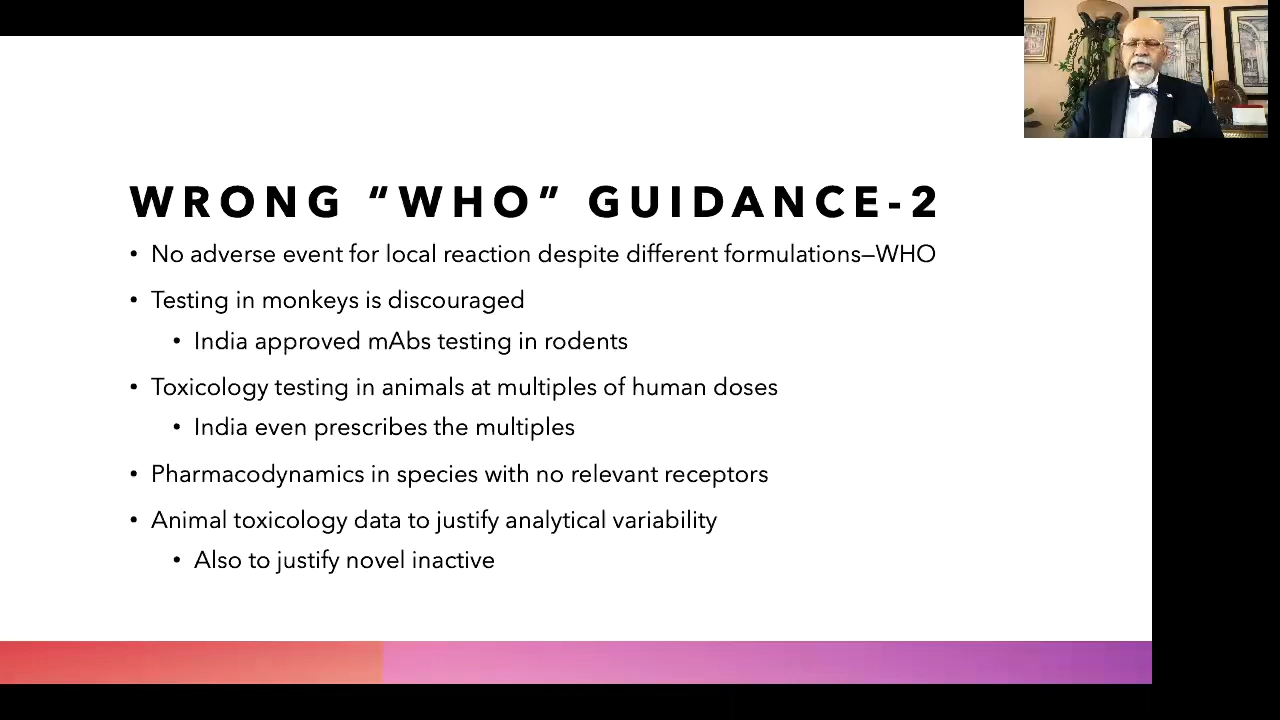 WRONG “WHO” GUIDANCE-2
• No adverse event for local reaction despite different formulations—WHO
• Testing in monkeys is discouraged
• India approved mAbs testing in rodents
• Toxicology testing in animals at multiples of human doses
• India even prescribes the multiples
• Pharmacodynamics in species with no relevant receptors
• Animal toxicology data to justify analytical variability
• Also to justify novel inactive